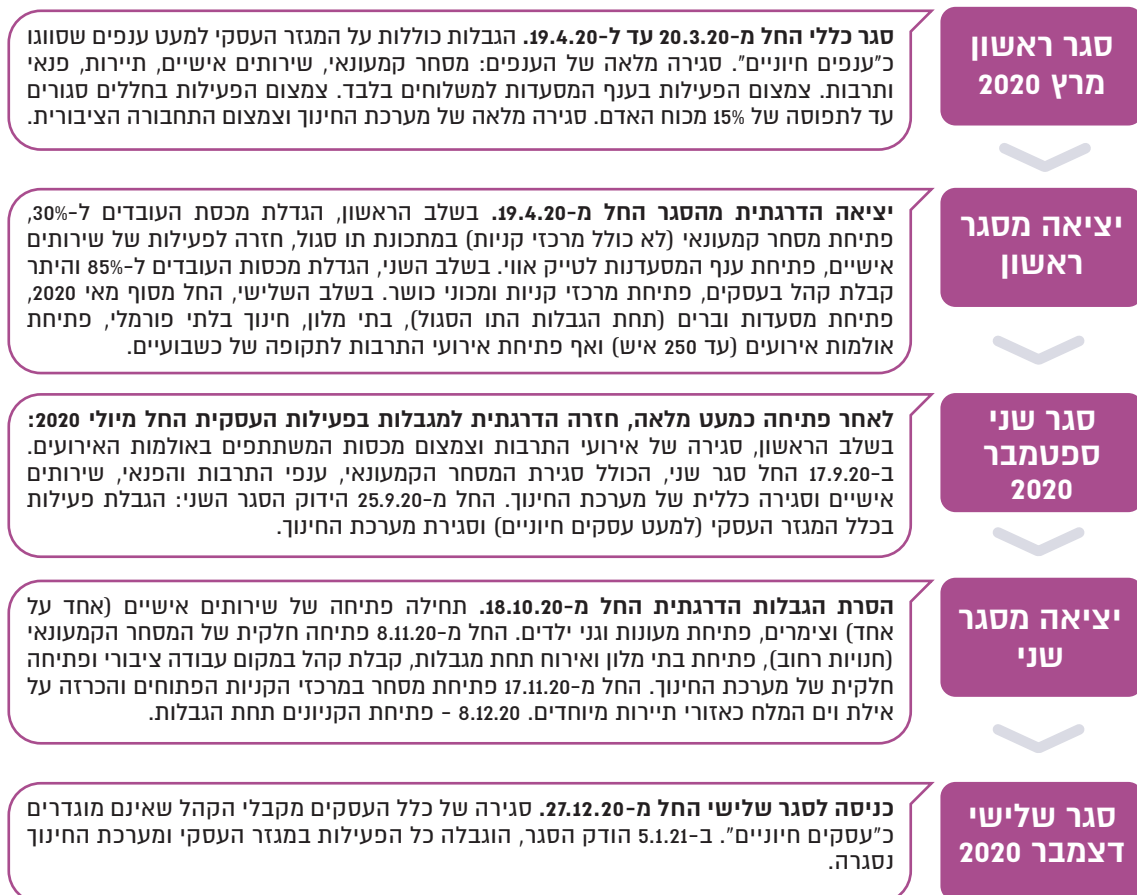 סגר ראשון
מרץ 2020
סגר כללי החל מ-20.3.20 עד ל-19.4.20. הגבלות כוללות על המגזר העסקי למעט ענפים שסווגו
כ"ענפים חיוניים". סגירה מלאה של הענפים: מסחר קמעונאי, שירותים אישיים, תיירות, פנאי
ותרבות. צמצום הפעילות בענף המסעדות למשלוחים בלבד. צמצום הפעילות בחללים סגורים
עד לתפוסה של 15% מכוח האדם. סגירה מלאה של מערכת החינוך וצמצום התחבורה הציבורית.
יציאה מסגר
ראשון
יציאה הדרגתית מהסגר החל מ-19.4.20. בשלב הראשון, הגדלת מכסת העובדים ל-30%,
פתיחת מסחר קמעונאי (לא כולל מרכזי קניות) במתכונת תו סגול, חזרה לפעילות של שירותים
אישיים, פתיחת ענף המסעדנות לטייק אווי. בשלב השני, הגדלת מכסות העובדים ל-85% והיתר
קבלת קהל בעסקים, פתיחת מרכזי קניות ומכוני כושר. בשלב השלישי, החל מסוף מאי 2020,
פתיחת מסעדות וברים (תחת הגבלות התו הסגול), בתי מלון, חינוך בלתי פורמלי, פתיחת
אולמות אירועים (עד 250 איש) ואף פתיחת אירועי התרבות לתקופה של כשבועיים.
סגר שני
ספטמבר
2020
לאחר פתיחה כמעט מלאה, חזרה הדרגתית למגבלות בפעילות העסקית החל מיולי 2020:
בשלב הראשון, סגירה של אירועי התרבות וצמצום מכסות המשתתפים באולמות האירועים.
ב-17.9.20 החל סגר שני, הכולל סגירת המסחר הקמעונאי, ענפי התרבות והפנאי, שירותים
אישיים וסגירה כללית של מערכת החינוך. החל מ-25.9.20 הידוק הסגר השני: הגבלת פעילות
בכלל המגזר העסקי (למעט עסקים חיוניים) וסגירת מערכת החינוך.
יציאה מסגר
שני
הסרת הגבלות הדרגתית החל מ-18.10.20. תחילה פתיחה של שירותים אישיים (אחד על
אחד) וצימרים, פתיחת מעונות וגני ילדים. החל מ-8.11.20 פתיחה חלקית של המסחר הקמעונאי
(חנויות רחוב), פתיחת בתי מלון ואירוח תחת מגבלות, קבלת קהל במקום עבודה ציבורי ופתיחה
חלקית של מערכת החינוך. החל מ-17.11.20 פתיחת מסחר במרכזי הקניות הפתוחים והכרזה על
אילת וים המלח כאזורי תיירות מיוחדים. 8.12.20 - פתיחת הקניונים תחת הגבלות.
סגר שלישי
דצמבר 2020
כניסה לסגר שלישי החל מ-27.12.20. סגירה של כלל העסקים מקבלי הקהל שאינם מוגדרים
כ"עסקים חיוניים". ב-5.1.21 הודק הסגר, הוגבלה כל הפעילות במגזר העסקי ומערכת החינוך
נסגרה.